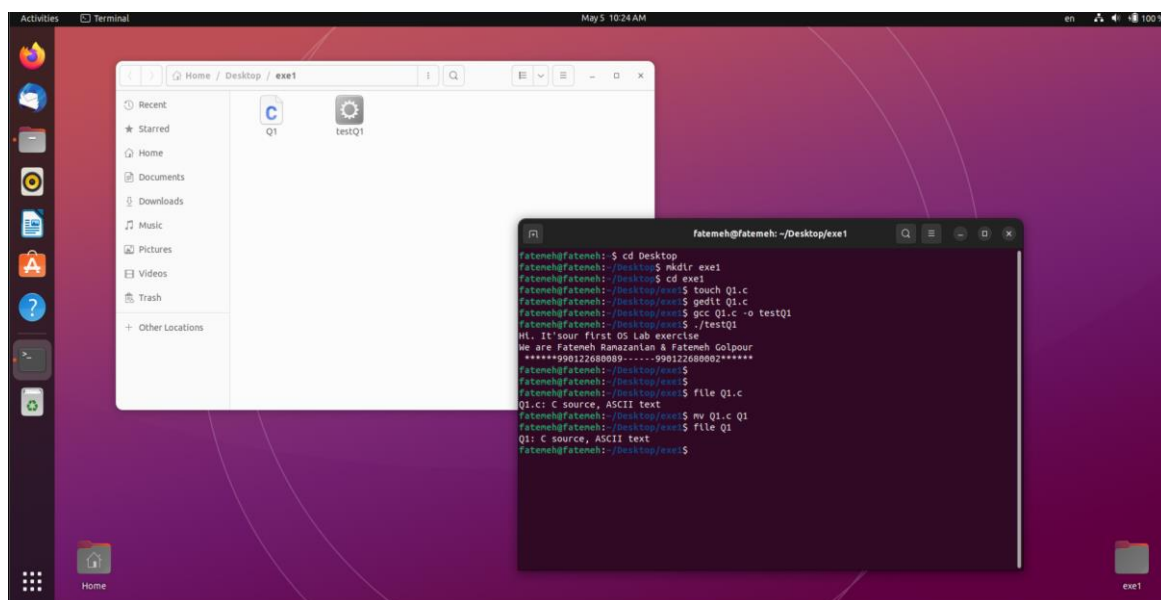 Activities Terminal May 5 10:24 AM en 100 %
Home / Desktop / exe1
Recent
Starred
Home
Documents
Downloads
Music
Pictures
Videos
Trash
+ Other Locations
C
Q1
testQ1
fatemeh@fatemeh: ~/Desktop/exe1
fatemeh@fatemeh:~$ cd Desktop
fatemeh@fatemeh:~/Desktop$ mkdir exe1
fatemeh@fatemeh:~/Desktop$ cd exe1
fatemeh@fatemeh:~/Desktop/exe1$ touch Q1.c
fatemeh@fatemeh:~/Desktop/exe1$ gedit Q1.c
fatemeh@fatemeh:~/Desktop/exe1$ gcc Q1.c -o testQ1
fatemeh@fatemeh:~/Desktop/exe1$ ./testQ1
Hi. It'sour first OS Lab exercise
We are Fatemeh Ramazanian & Fatemeh Golpour
******990122680089------990122680002******
fatemeh@fatemeh:~/Desktop/exe1$
fatemeh@fatemeh:~/Desktop/exe1$
fatemeh@fatemeh:~/Desktop/exe1$ file Q1.c
Q1.c: C source, ASCII text
fatemeh@fatemeh:~/Desktop/exe1$ mv Q1.c Q1
fatemeh@fatemeh:~/Desktop/exe1$ file Q1
Q1: C source, ASCII text
fatemeh@fatemeh:~/Desktop/exe1$
Home
exe1